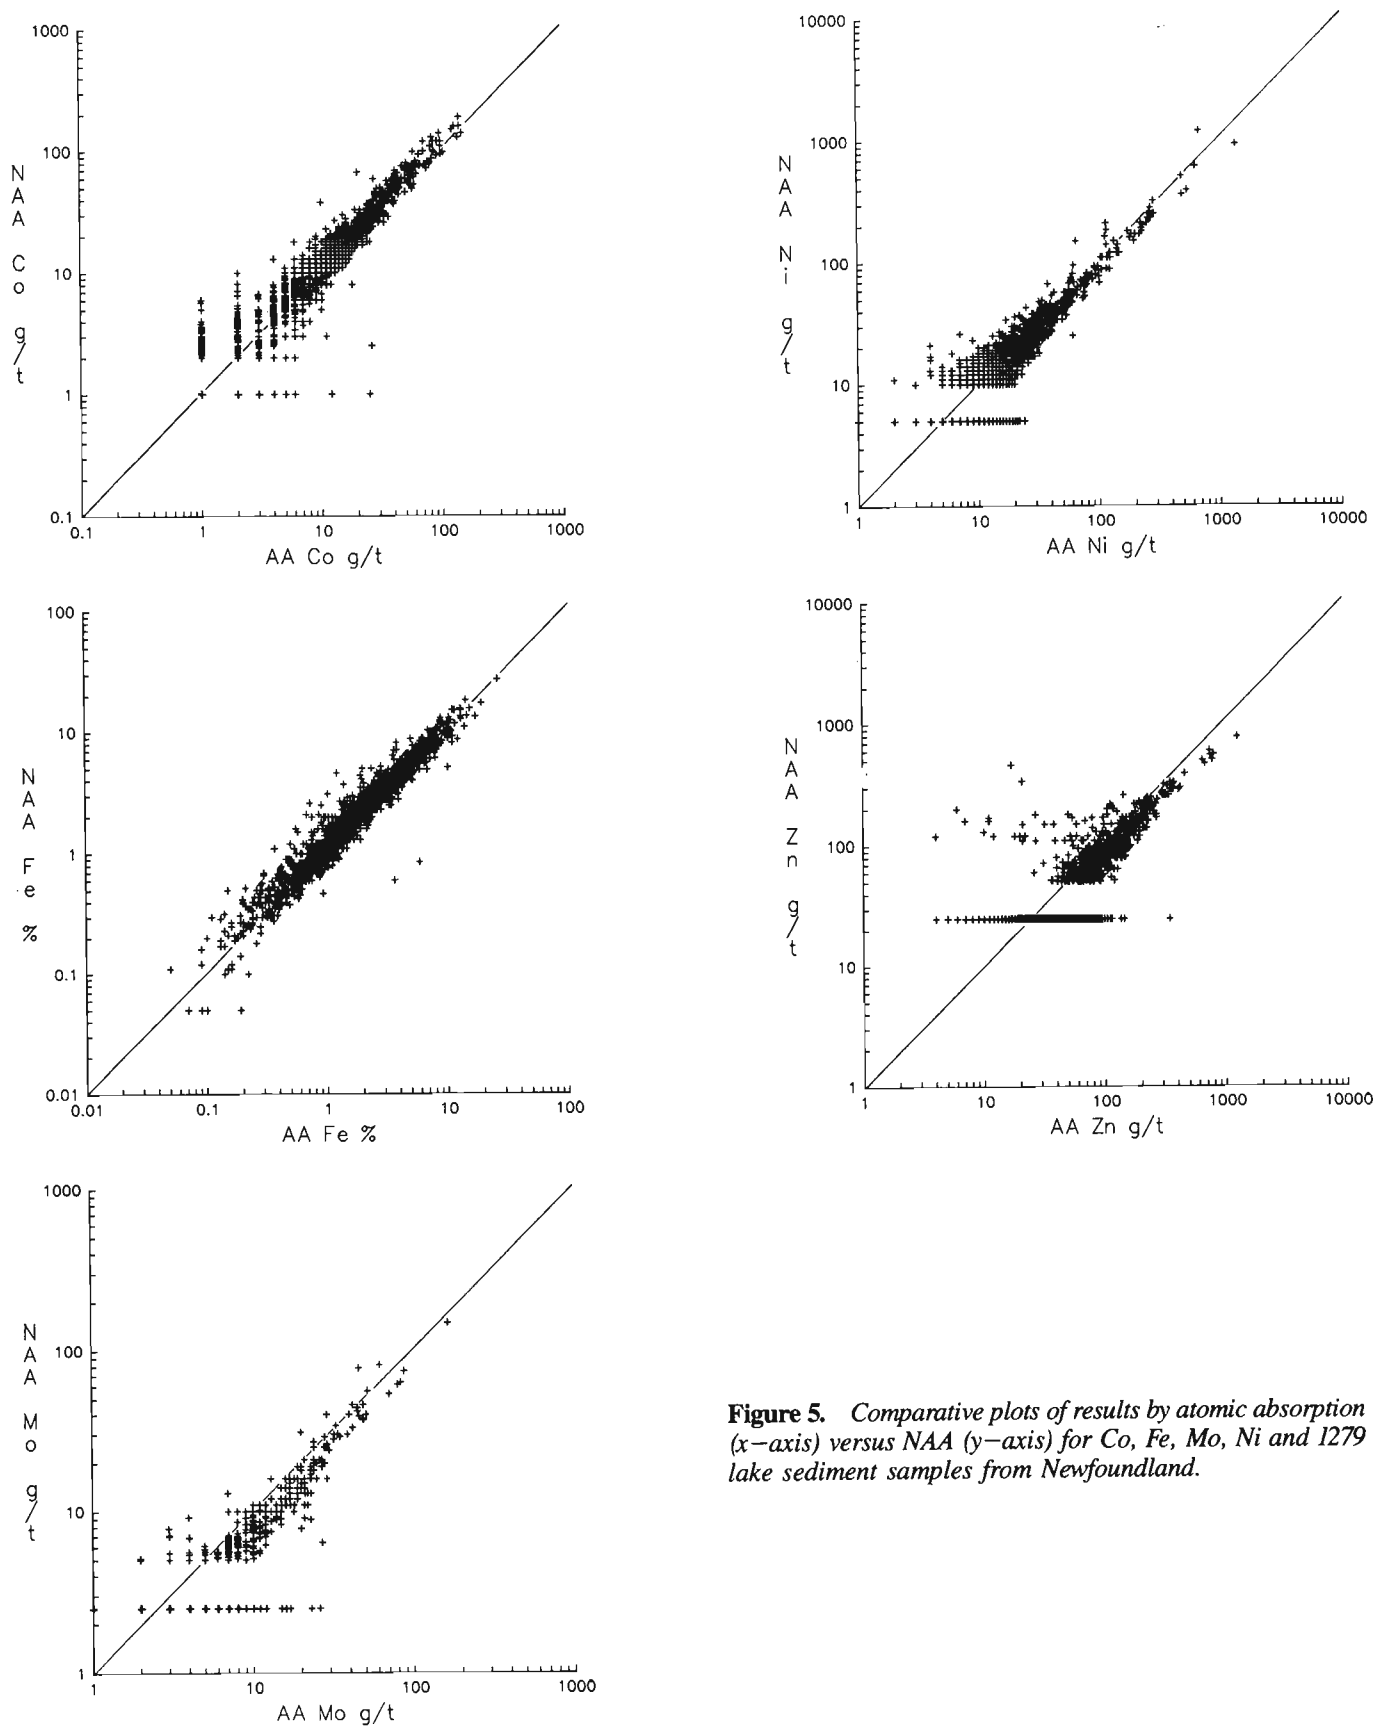 1000
100
10
1
0.1
NAA Co g/t
0.1 1 10 100 1000
AA Co g/t
10000
1000
100
10
1
NAA Ni g/t
1 10 100 1000 10000
AA Ni g/t
100
10
1
0.1
0.01
NAA Fe %
0.01 0.1 1 10 100
AA Fe %
10000
1000
100
10
1
NAA Zn g/t
1 10 100 1000 10000
AA Zn g/t
1000
100
10
1
NAA Mo g/t
1 10 100 1000
AA Mo g/t
Figure 5. Comparative plots of results by atomic absorption
(x–axis) versus NAA (y–axis) for Co, Fe, Mo, Ni and 1279
lake sediment samples from Newfoundland.